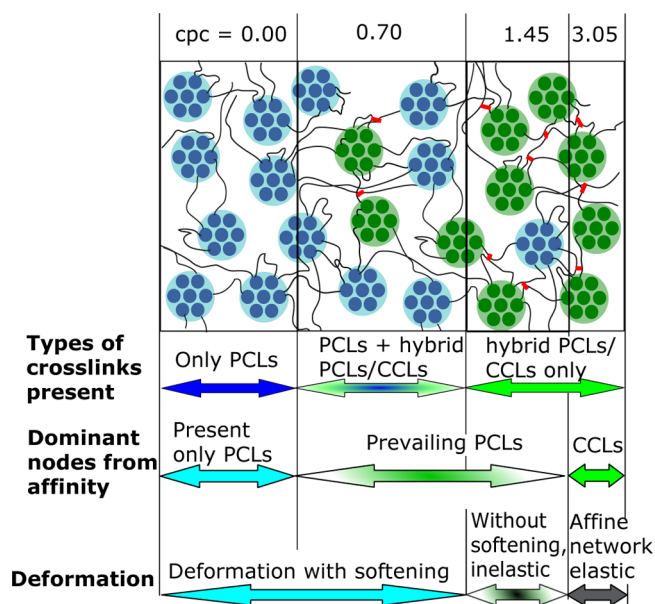 cpc = 0.00 0.70 1.45 3.05
Types of
crosslinks
present
Only PCLs
PCLs + hybrid
PCLs/CCLs
hybrid PCLs/
CCLs only
Dominant
nodes from
affinity
Present
only PCLs
Prevailing PCLs
CCLs
Deformation
Deformation with softening
Without
softening,
inelastic
Affine
network
elastic